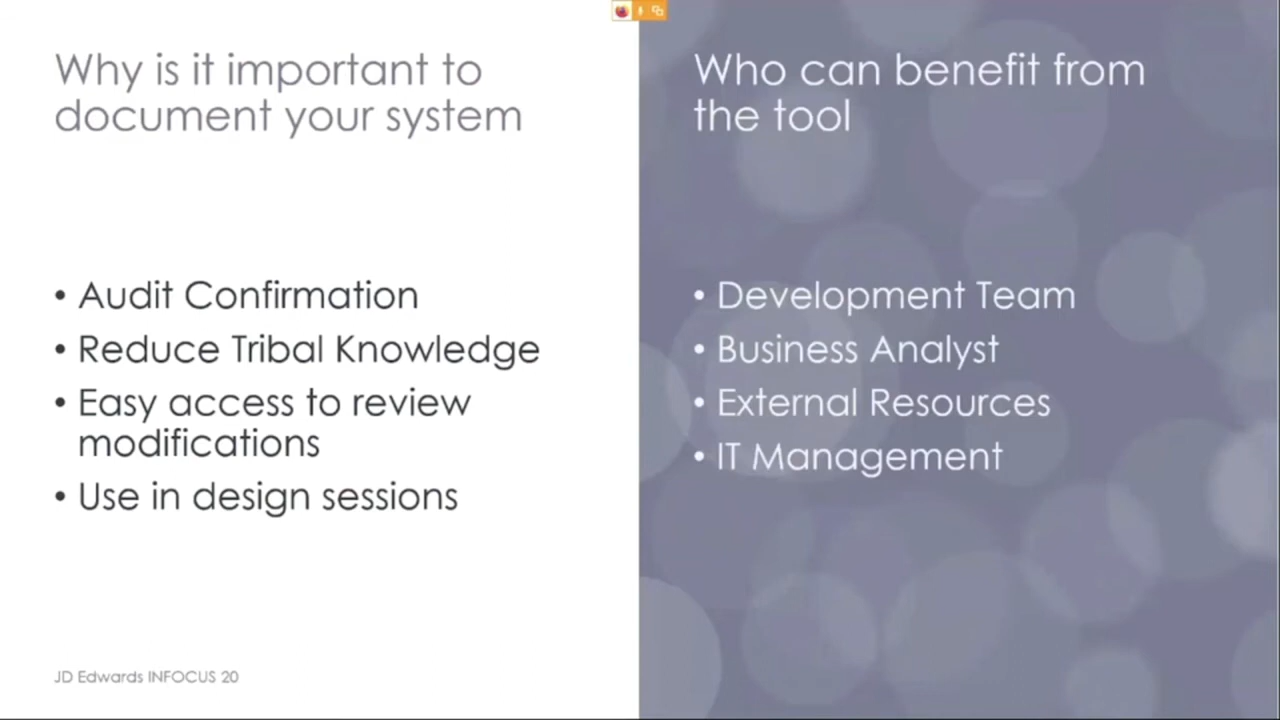 Why is it important to
document your system
• Audit Confirmation
• Reduce Tribal Knowledge
• Easy access to review
modifications
• Use in design sessions
JD Edwards INFOCUS 20
Who can benefit from
the tool
• Development Team
• Business Analyst
• External Resources
• IT Management